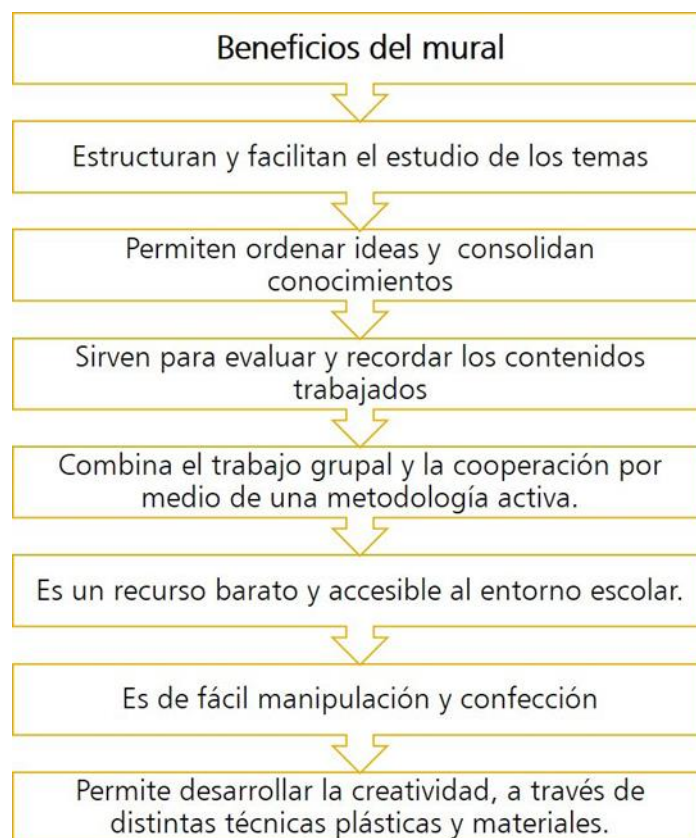 Beneficios del mural
Estructuran y facilitan el estudio de los temas
Permiten ordenar ideas y consolidan
conocimientos
Sirven para evaluar y recordar los contenidos
trabajados
Combina el trabajo grupal y la cooperación por
medio de una metodología activa.
Es un recurso barato y accesible al entorno escolar.
Es de fácil manipulación y confección
Permite desarrollar la creatividad, a través de
distintas técnicas plásticas y materiales.